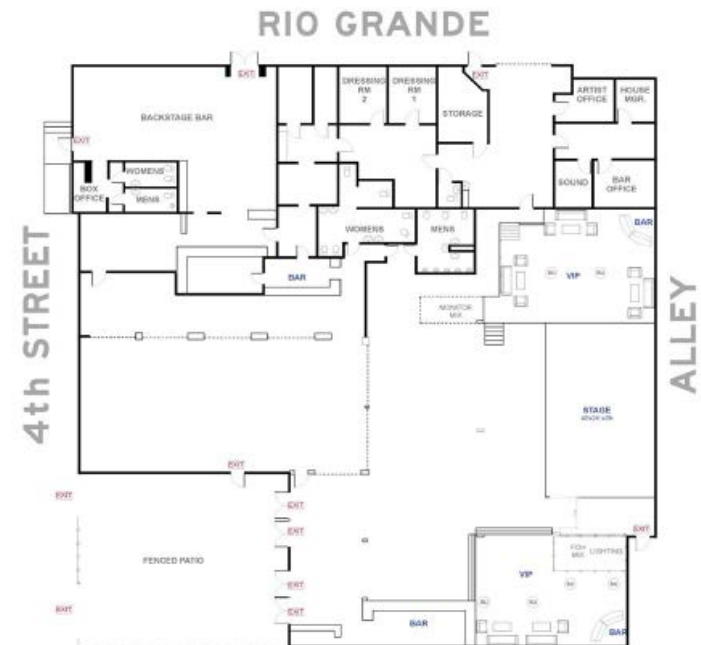 RIO GRANDE
EXIT
EXIT
DRESSING
RM
2
DRESSING
RM
1
STORAGE
ARTIST
OFFICE
HOUSE
MGR.
BACKSTAGE BAR
EXIT
WOMENS
MENS
BOX
OFFICE
SOUND
BAR
OFFICE
WOMENS
MENS
BAR
VIP
BAR
MONITOR
MIX
4th STREET
ALLEY
STAGE
EXIT
EXIT
EXIT
EXIT
EXIT
FENCED PATIO
EXIT
EXIT
EXIT
FOH
MIX
LIGHTING
VIP
BAR
BAR